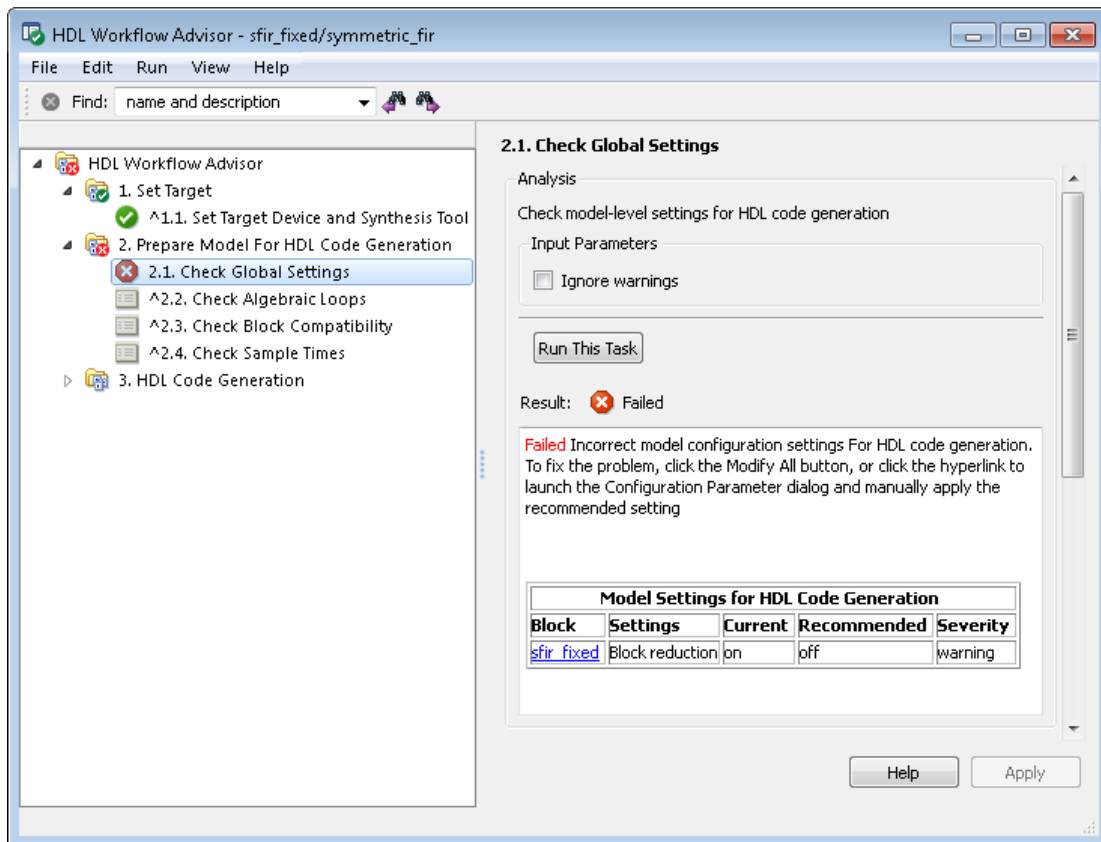 HDL Workflow Advisor - sfir_fixed/symmetric_fir
File Edit Run View Help
Find: name and description
HDL Workflow Advisor
1. Set Target
^1.1. Set Target Device and Synthesis Tool
2. Prepare Model For HDL Code Generation
2.1. Check Global Settings
^2.2. Check Algebraic Loops
^2.3. Check Block Compatibility
^2.4. Check Sample Times
3. HDL Code Generation
2.1. Check Global Settings
Analysis
Check model-level settings for HDL code generation
Input Parameters
Ignore warnings
Run This Task
Result: Failed
Failed Incorrect model configuration settings For HDL code generation.
To fix the problem, click the Modify All button, or click the hyperlink to
launch the Configuration Parameter dialog and manually apply the
recommended setting
Model Settings for HDL Code Generation
Block Settings Current Recommended Severity
sfir_fixed Block reduction on off warning
Help Apply